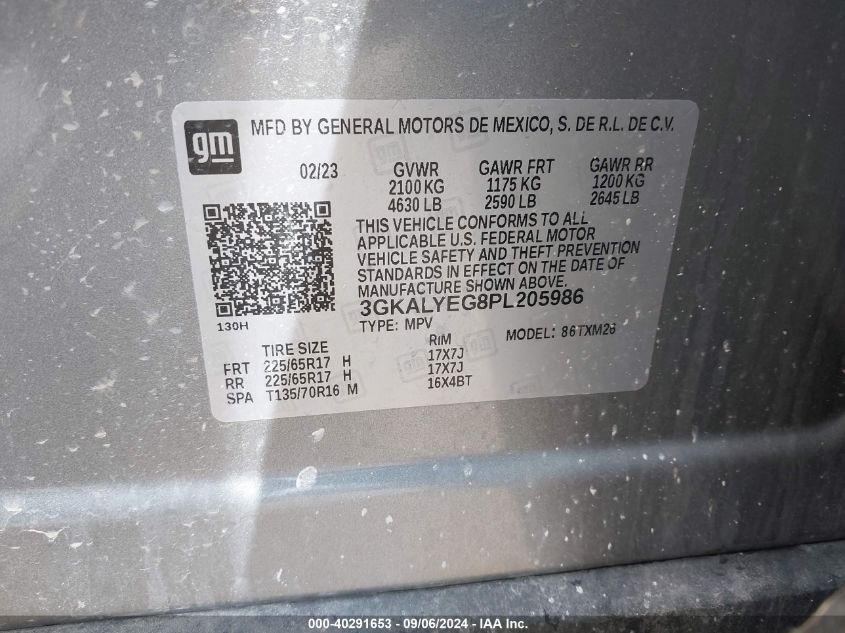 gm
MFD BY GENERAL MOTORS DE MEXICO, S. DE R.L. DE C.V.
02/23 GVWR GAWR FRT GAWR RR
2100 KG 1175 KG 1200 KG
4630 LB 2590 LB 2645 LB
THIS VEHICLE CONFORMS TO ALL
APPLICABLE U.S. FEDERAL MOTOR
VEHICLE SAFETY AND THEFT PREVENTION
STANDARDS IN EFFECT ON THE DATE OF
MANUFACTURE SHOWN ABOVE.
3GKALYEG8PL205986
130H
TYPE: MPV MODEL: 86TXM26
TIRE SIZE RIM
FRT 225/65R17 H 17X7J
RR 225/65R17 H 17X7J
SPA T135/70R16 M 16X4BT
000-40291653 - 09/06/2024 - IAA Inc.